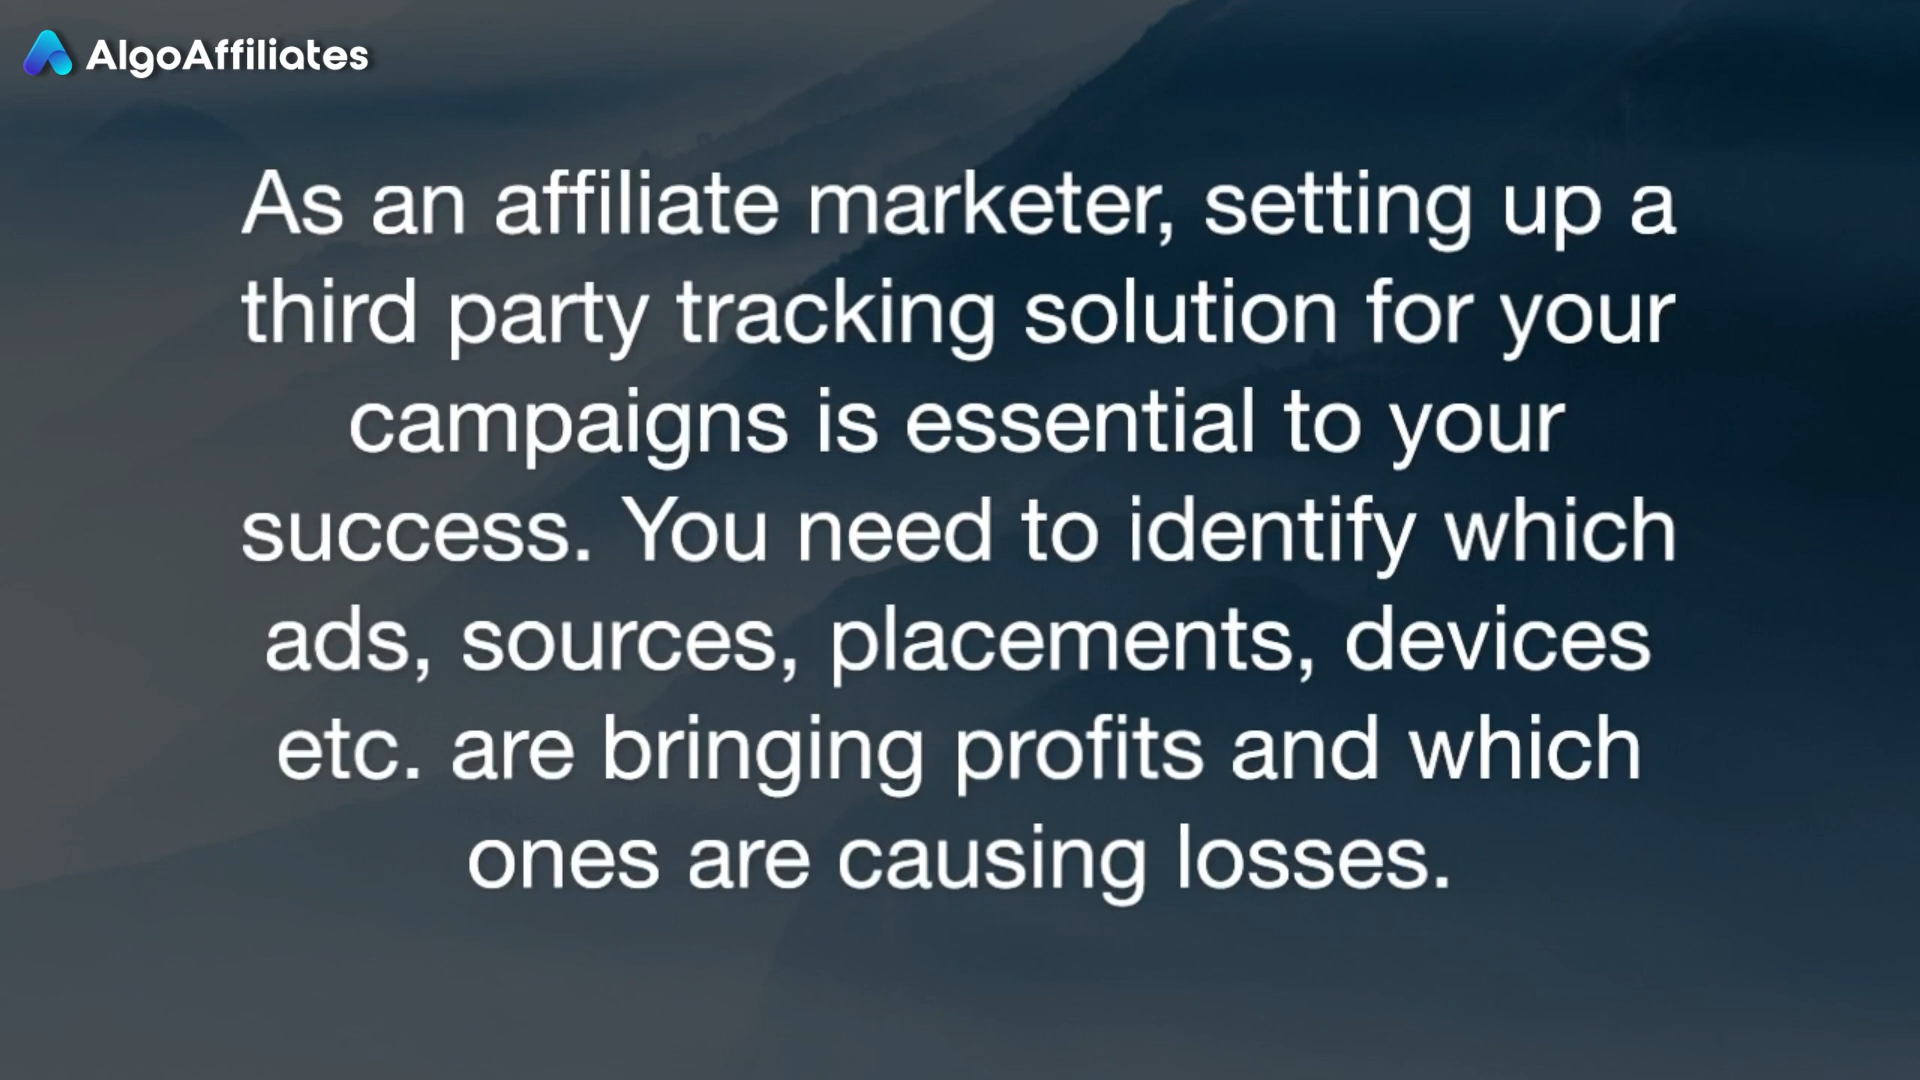 AlgoAffiliates
As an affiliate marketer, setting up a
third party tracking solution for your
campaigns is essential to your
success. You need to identify which
ads, sources, placements, devices
etc. are bringing profits and which
ones are causing losses.